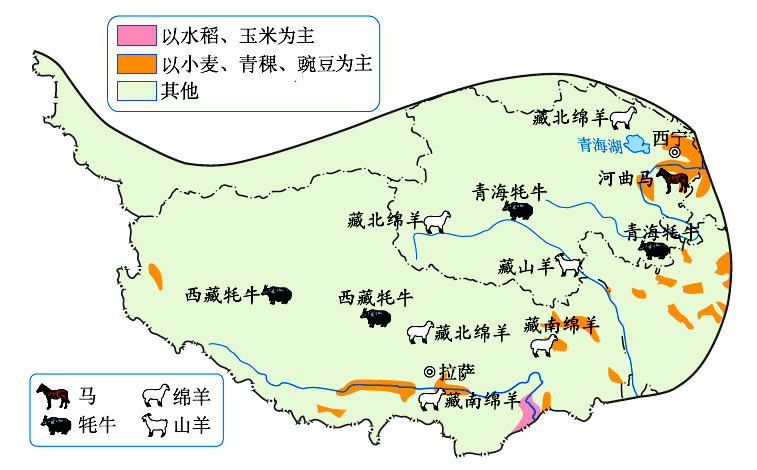 以水稻、玉米为主
以小麦、青稞、豌豆为主
其他
藏北绵羊
西宁
青海湖
河曲马
青海牦牛
藏北绵羊
青海牦牛
藏山羊
西藏牦牛
西藏牦牛
藏南绵羊
藏北绵羊
拉萨
藏南绵羊
马
绵羊
牦牛
山羊